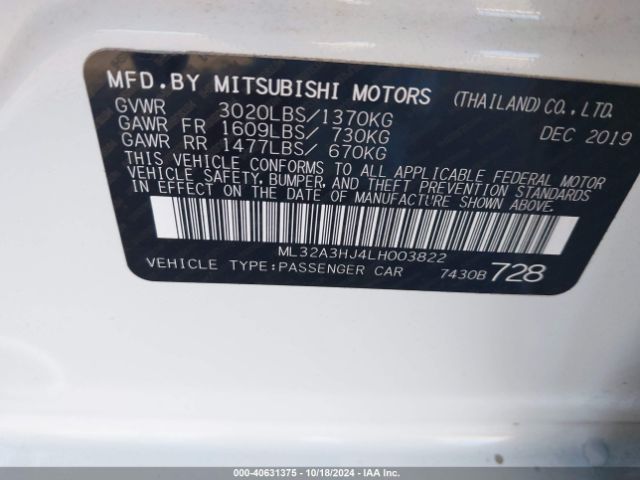 MFD. BY MITSUBISHI MOTORS (THAILAND) CO., LTD.
GVWR 3020LBS/1370KG DEC 2019
GAWR FR 1609LBS/ 730KG
GAWR RR 1477LBS/ 670KG
THIS VEHICLE CONFORMS TO ALL APPLICABLE FEDERAL MOTOR
VEHICLE SAFETY, BUMPER, AND THEFT PREVENTION STANDARDS
IN EFFECT ON THE DATE OF MANUFACTURE SHOWN ABOVE.
ML32A3HJ4LH003822
VEHICLE TYPE:PASSENGER CAR 7430B 728
000-40631375 - 10/18/2024 - IAA Inc.